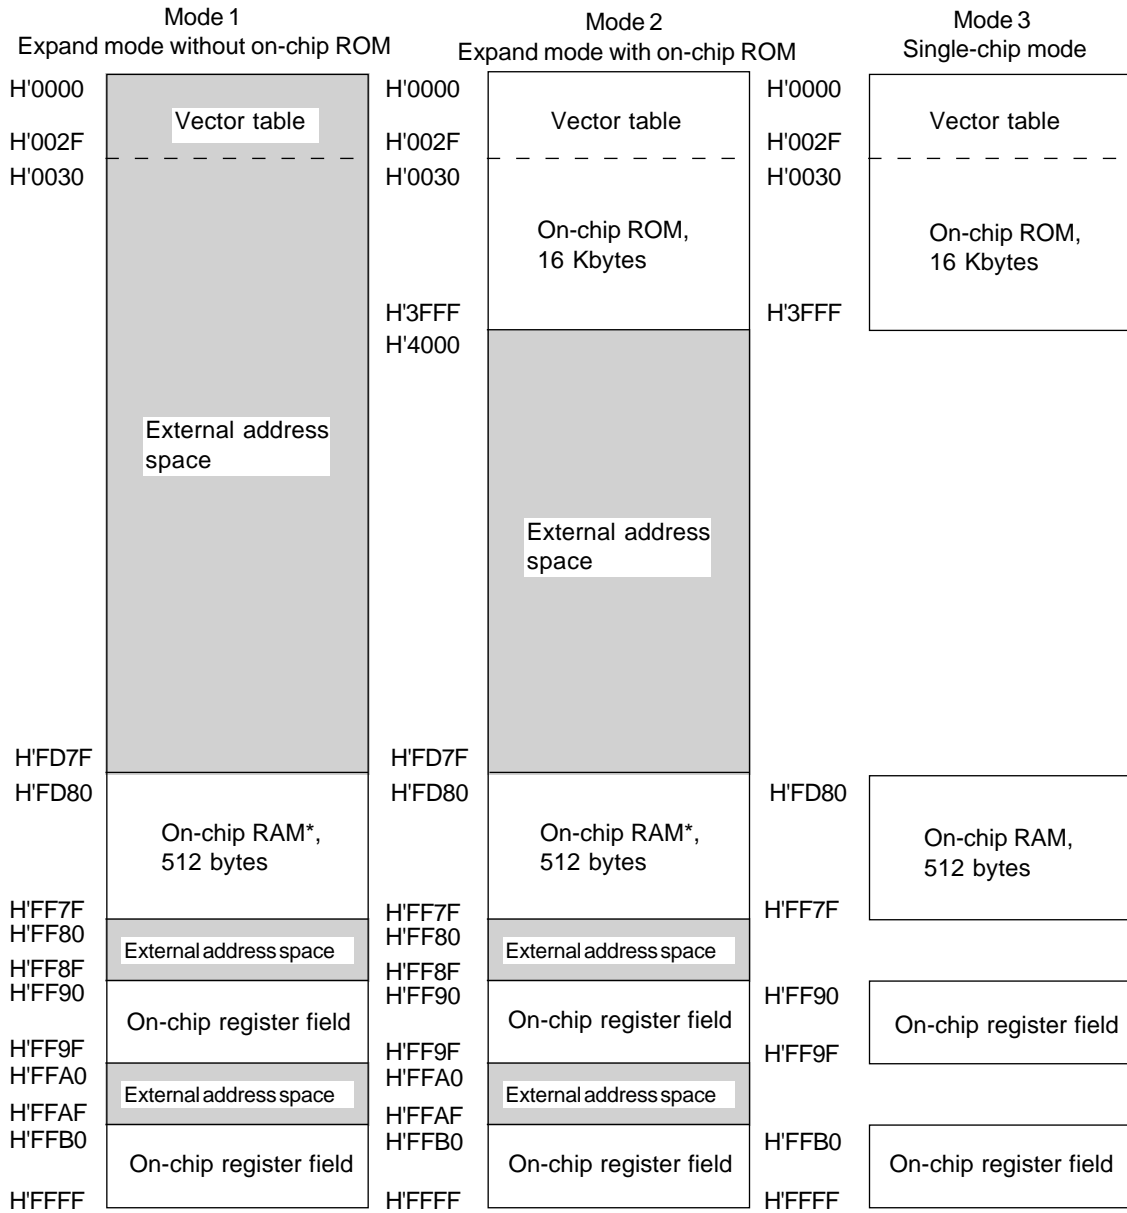 Mode 1
Expand mode without on-chip ROM
H'0000
Vector table
H'002F
H'0030
External address
space
H'FD7F
H'FD80
On-chip RAM*,
512 bytes
H'FF7F
H'FF80
External address space
H'FF8F
H'FF90
On-chip register field
H'FF9F
H'FFA0
External address space
H'FFAF
H'FFB0
On-chip register field
H'FFFF
Mode 2
Expand mode with on-chip ROM
H'0000
Vector table
H'002F
H'0030
On-chip ROM,
16 Kbytes
H'3FFF
H'4000
External address
space
H'FD7F
H'FD80
On-chip RAM*,
512 bytes
H'FF7F
H'FF80
External address space
H'FF8F
H'FF90
On-chip register field
H'FF9F
H'FFA0
External address space
H'FFAF
H'FFB0
On-chip register field
H'FFFF
Mode 3
Single-chip mode
H'0000
Vector table
H'002F
H'0030
On-chip ROM,
16 Kbytes
H'3FFF
H'FD80
On-chip RAM,
512 bytes
H'FF7F
H'FF90
On-chip register field
H'FF9F
H'FFB0
On-chip register field
H'FFFF